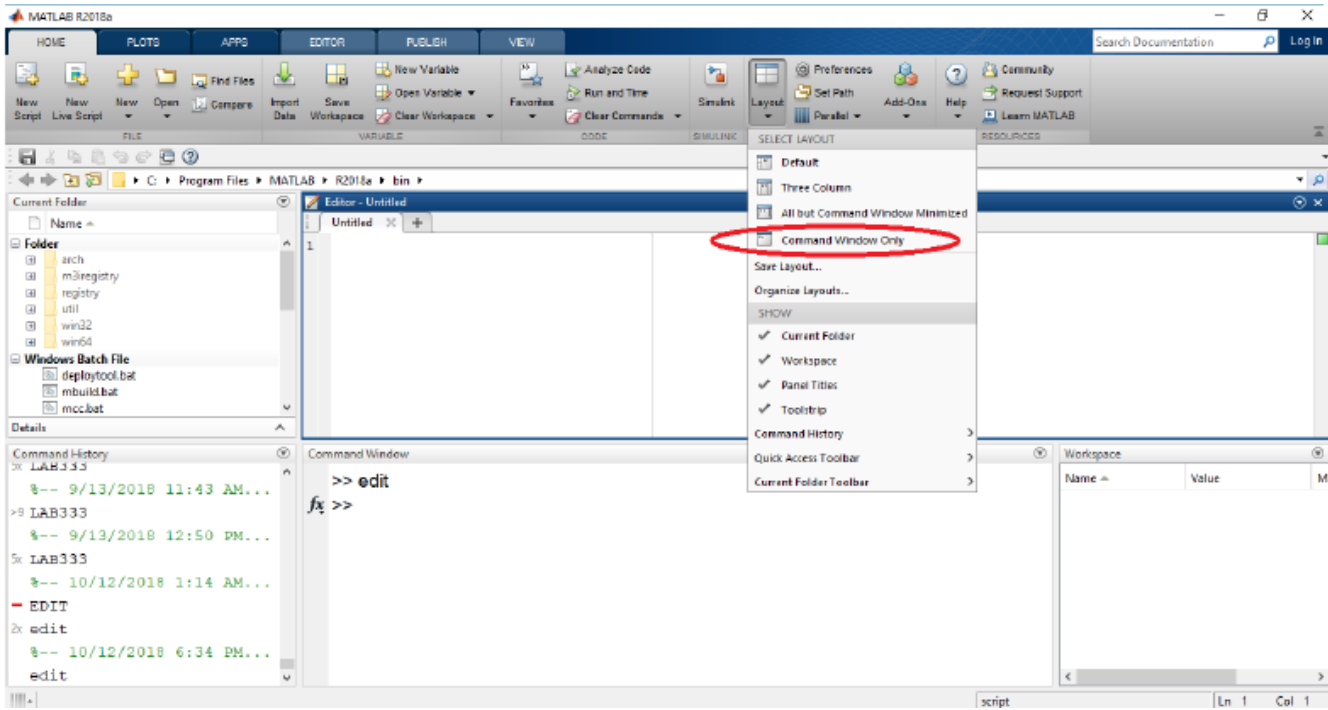 MATLAB R2018a
HOME PLOTS APPS EDITOR PUBLISH VIEW
Search Documentation
Log In
New Script
New Live Script
New
Open
Find Files
Compare
FILE
Import Data
Save Workspace
New Variable
Open Variable
Clear Workspace
VARIABLE
Favorites
Analyze Code
Run and Time
Clear Commands
CODE
Simulink
SIMULINK
Layout
Preferences
Set Path
Parallel
Add-Ons
Help
Community
Request Support
Learn MATLAB
RESOURCES
SELECT LAYOUT
Default
Three Column
All but Command Window Minimized
Command Window Only
Save Layout...
Organize Layouts...
SHOW
Current Folder
Workspace
Panel Titles
Toolstrip
Command History
Quick Access Toolbar
Current Folder Toolbar
C: Program Files MATLAB R2018a bin
Current Folder
Name
Folder
arch
m3iregistry
registry
util
win32
win64
Windows Batch File
deploytool.bat
mbuild.bat
mcc.bat
Details
Editor - Untitled
Untitled
1
Command History
5x LAB333
%-- 9/13/2018 11:43 AM...
>9 LAB333
%-- 9/13/2018 12:50 PM...
5x LAB333
%-- 10/12/2018 1:14 AM...
EDIT
2x edit
%-- 10/12/2018 6:34 PM...
edit
Command Window
>> edit
fx >>
Workspace
Name Value M
script
Ln 1 Col 1